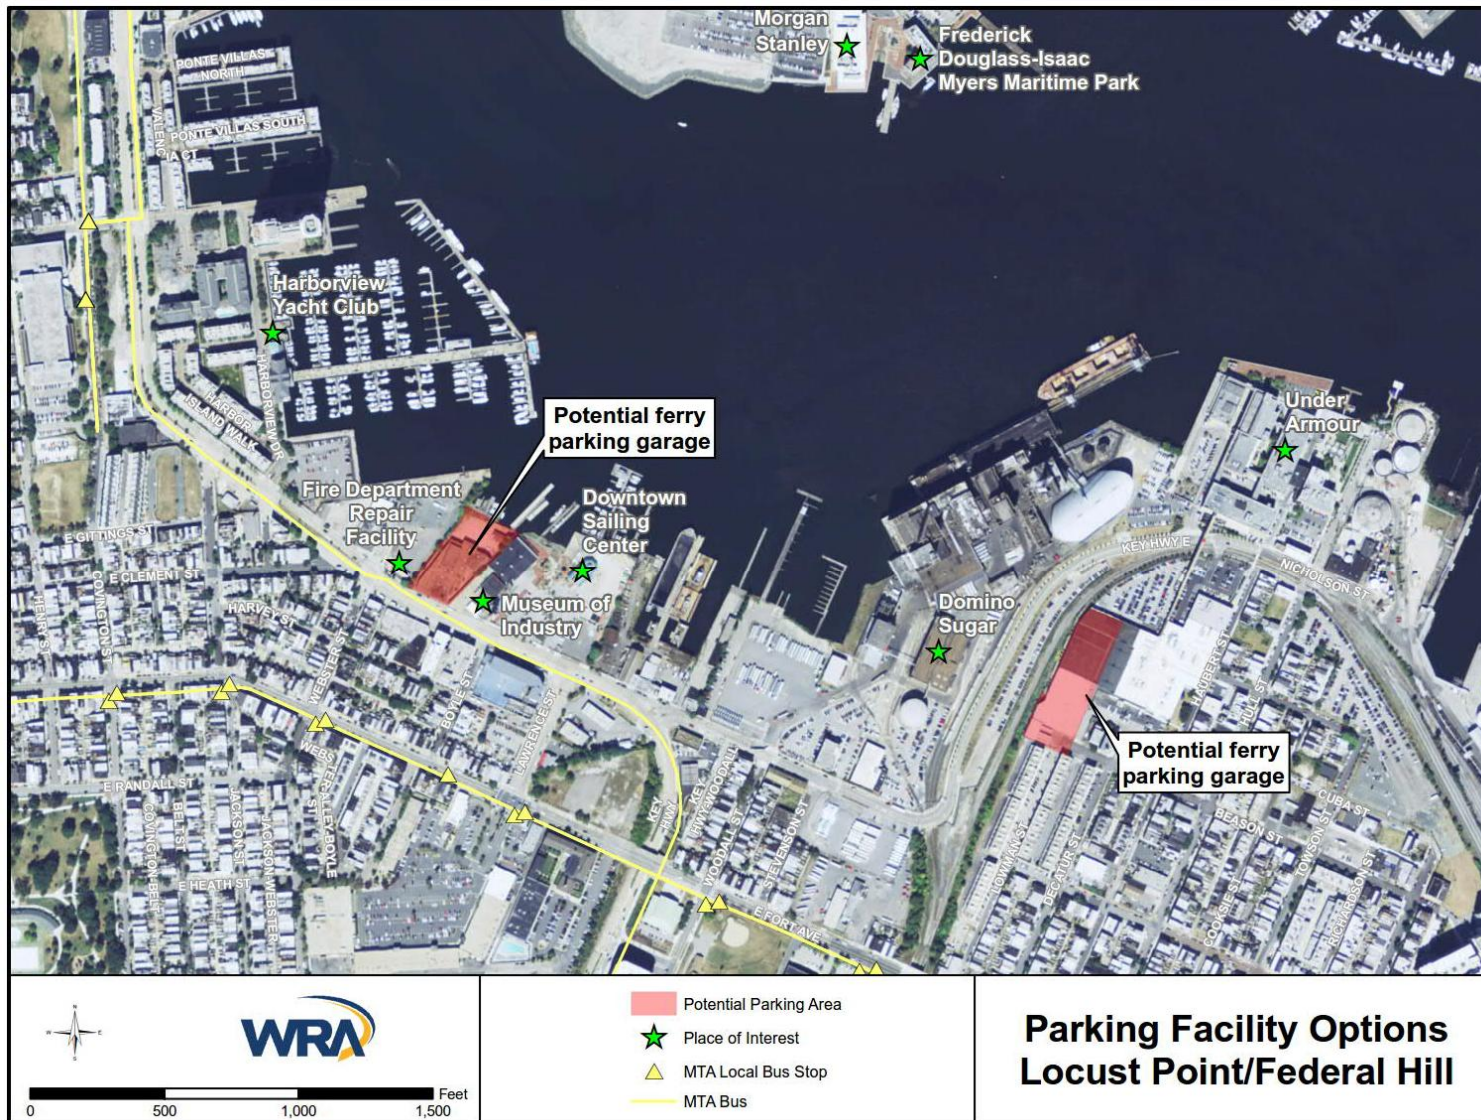 Morgan
Stanley
Frederick
Douglass-Isaac
Myers Maritime Park
PONTE VILLAS
NORTH
VALENCIA CT
PONTE VILLAS SOUTH
Harborview
Yacht Club
HARBORVIEW DR
HARBOR
ISLAND WALK
Potential ferry
parking garage
Under
Armour
Fire Department
Repair
Facility
Downtown
Sailing
Center
E GITTINGS ST
KEY HWY E
NICHOLSON ST
E CLEMENT ST
HENRY S
COVINGTON ST
HARVEY ST
Museum of
Industry
Domino
Sugar
WEBSTER ST
BOYLE ST
LAWRENCE ST
HAUBERT ST
HULL ST
Potential ferry
parking garage
E RANDALL ST
COVINGTON-BELT
BELT ST
JACKSON ST
JACKSON-WEBSTER
E HEATH ST
KEY
HWY
KEY
HWY-WOODALL
WOODALL ST
STEVENSON ST
E FORT AVE
TOWMAN ST
DECATUR ST
CUBA ST
BEASON ST
TOWSON ST
COOKSIE ST
RICHARDSON ST
N
W
E
S
WRA
Feet
0
500
1,000
1,500
Potential Parking Area
Place of Interest
MTA Local Bus Stop
MTA Bus
Parking Facility Options
Locust Point/Federal Hill